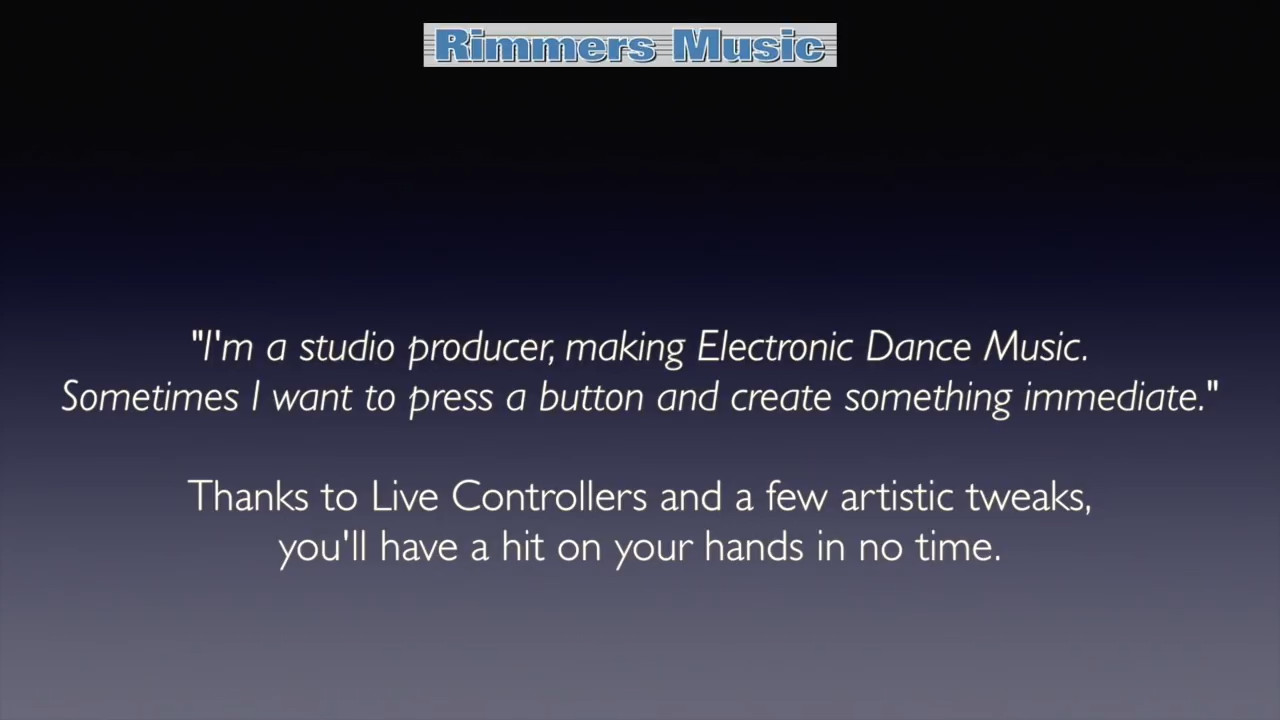 Rimmers Music
"I'm a studio producer, making Electronic Dance Music.
Sometimes I want to press a button and create something immediate."
Thanks to Live Controllers and a few artistic tweaks,
you'll have a hit on your hands in no time.